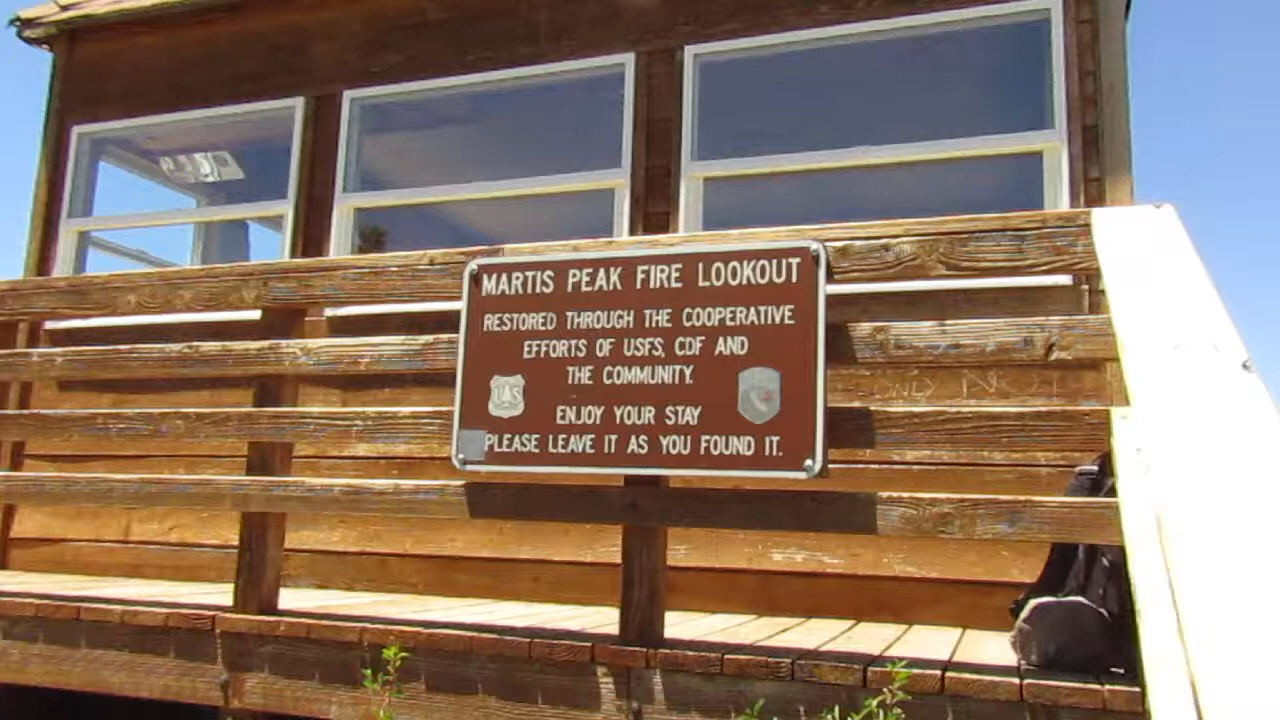 MARTIS PEAK FIRE LOOKOUT
RESTORED THROUGH THE COOPERATIVE
EFFORTS OF USFS, CDF AND
THE COMMUNITY.
UAS
ENJOY YOUR STAY
PLEASE LEAVE IT AS YOU FOUND IT.